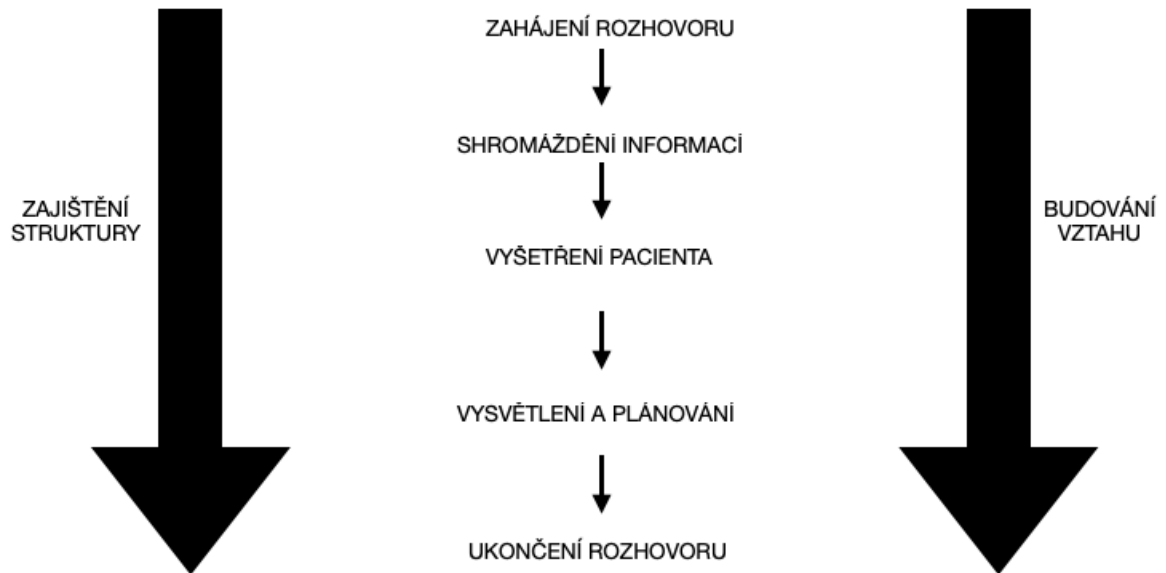 ZAHÁJENÍ ROZHOVORU
SHROMÁŽDĚNÍ INFORMACÍ
ZAJIŠTĚNÍ
STRUKTURY
BUDOVÁNÍ
VZTAHU
VYŠETŘENÍ PACIENTA
VYSVĚTLENÍ A PLÁNOVÁNÍ
UKONČENÍ ROZHOVORU